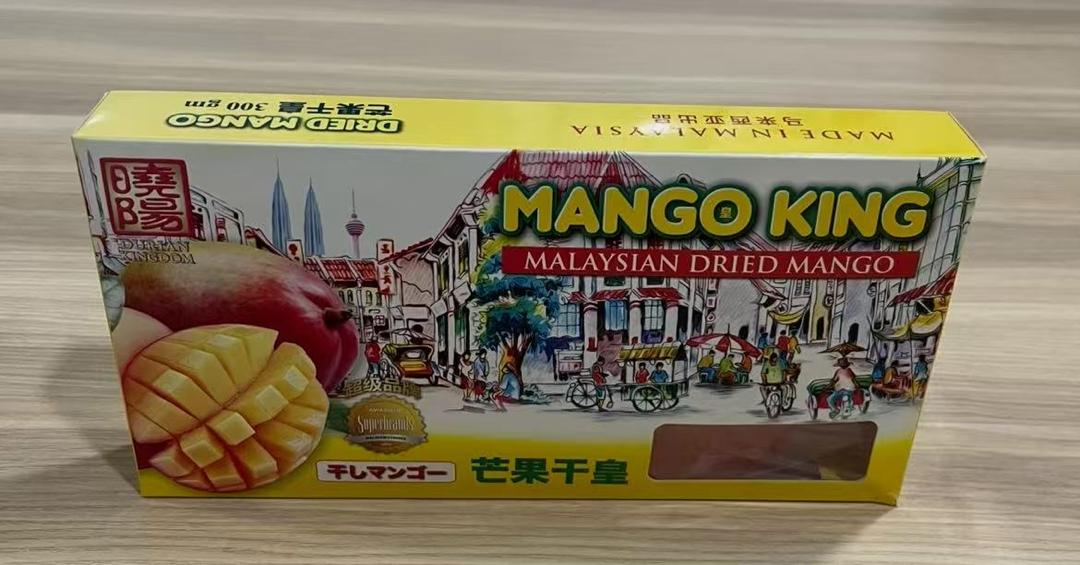 DRIED MANGO
芒果干皇 300 gm
MADE IN MALAYSIA
马来西亚出品
曉陽
DURIAN
KINGDOM
MANGO KING
皇
MALAYSIAN DRIED MANGO
超级品牌
Superbrands
干しマンゴー
芒果干皇